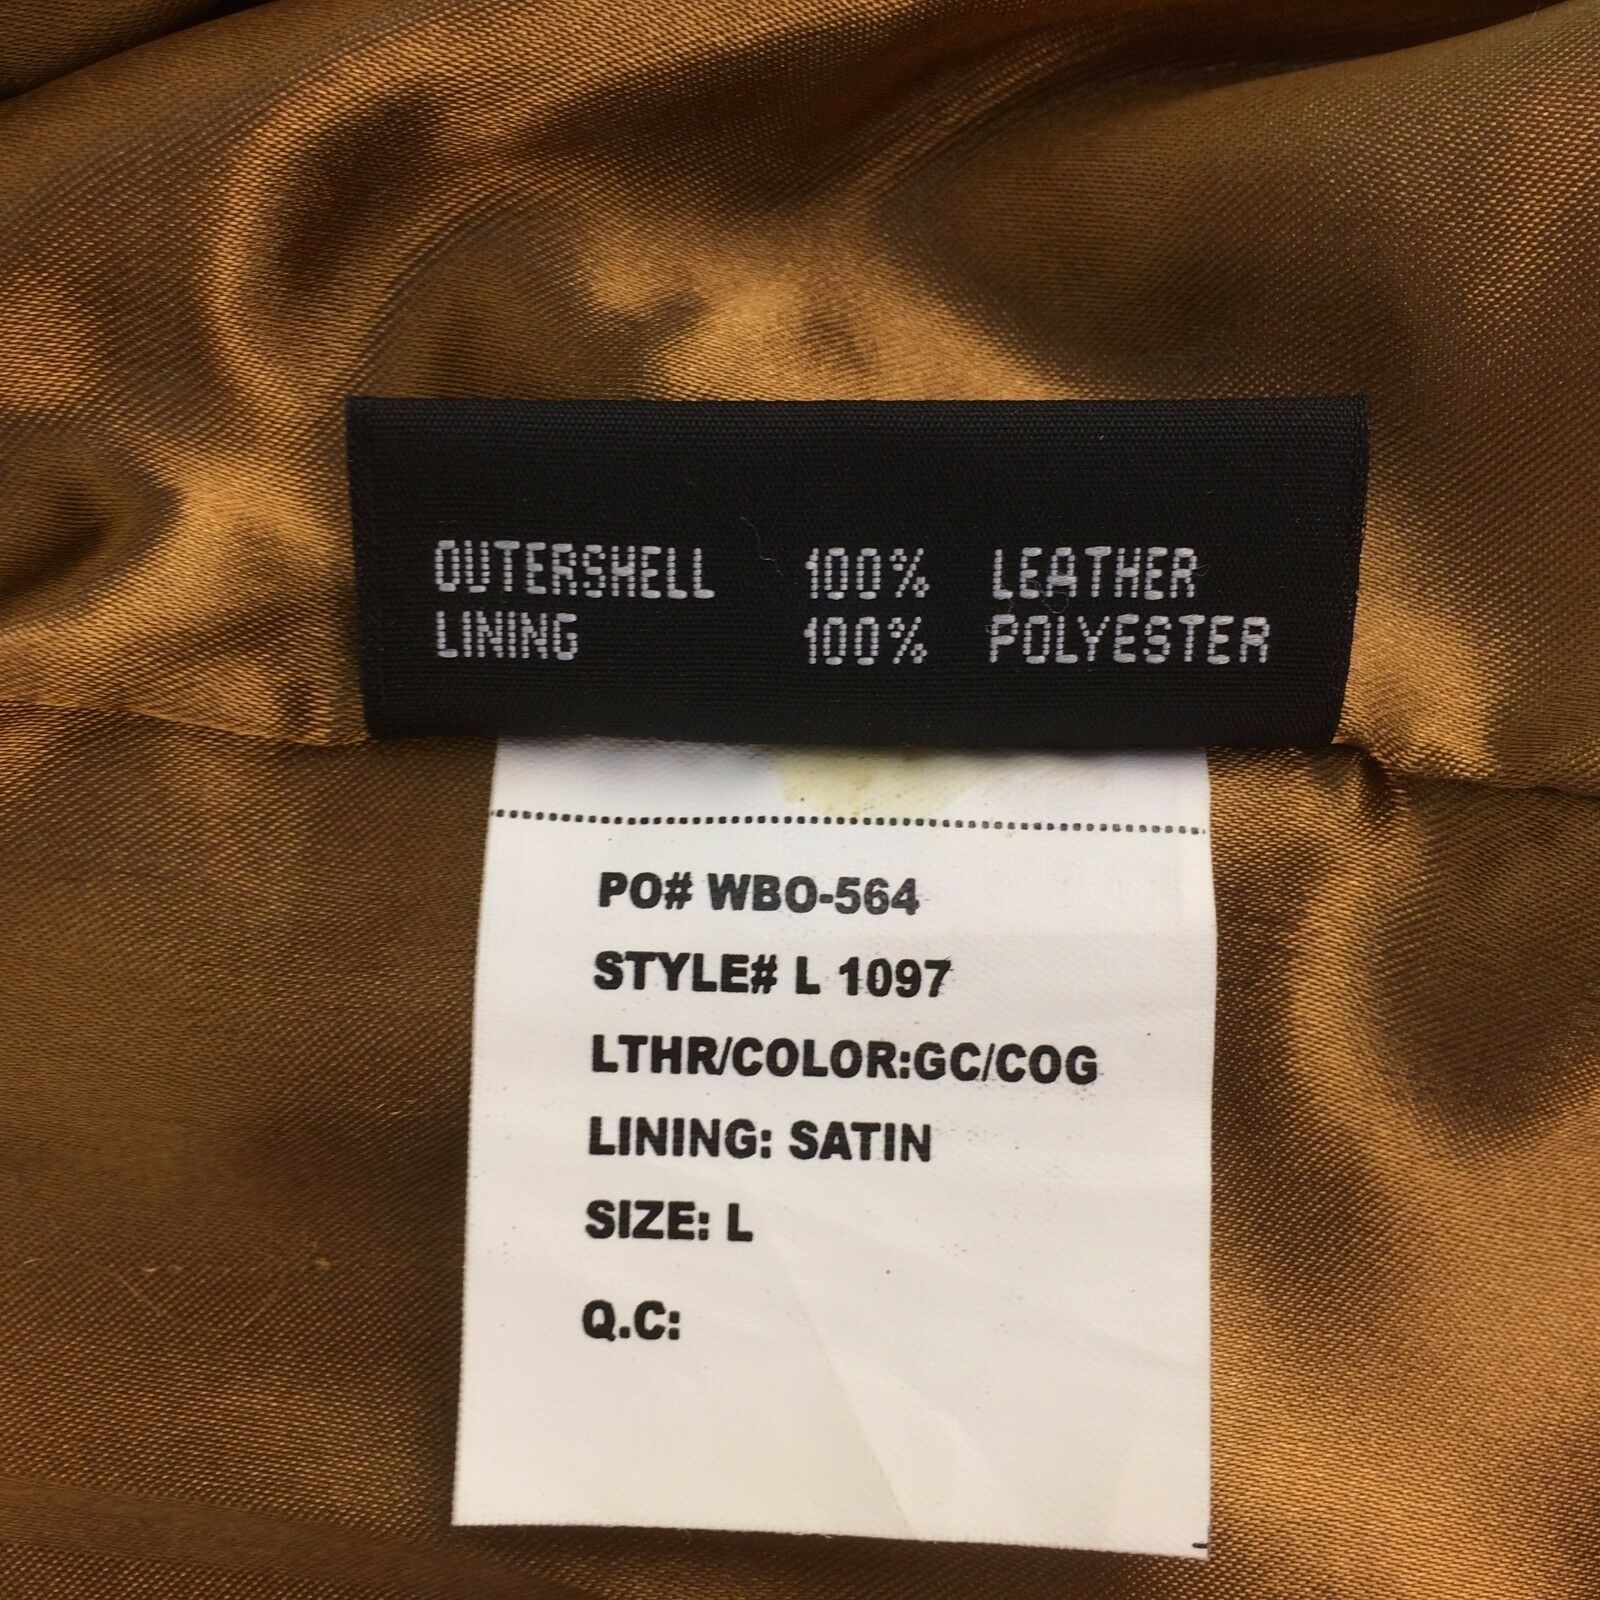 OUTERSHELL 100% LEATHER
LINING 100% POLYESTER
PO# WBO-564
STYLE# L 1097
LTHR/COLOR:GC/COG
LINING: SATIN
SIZE: L
Q.C: